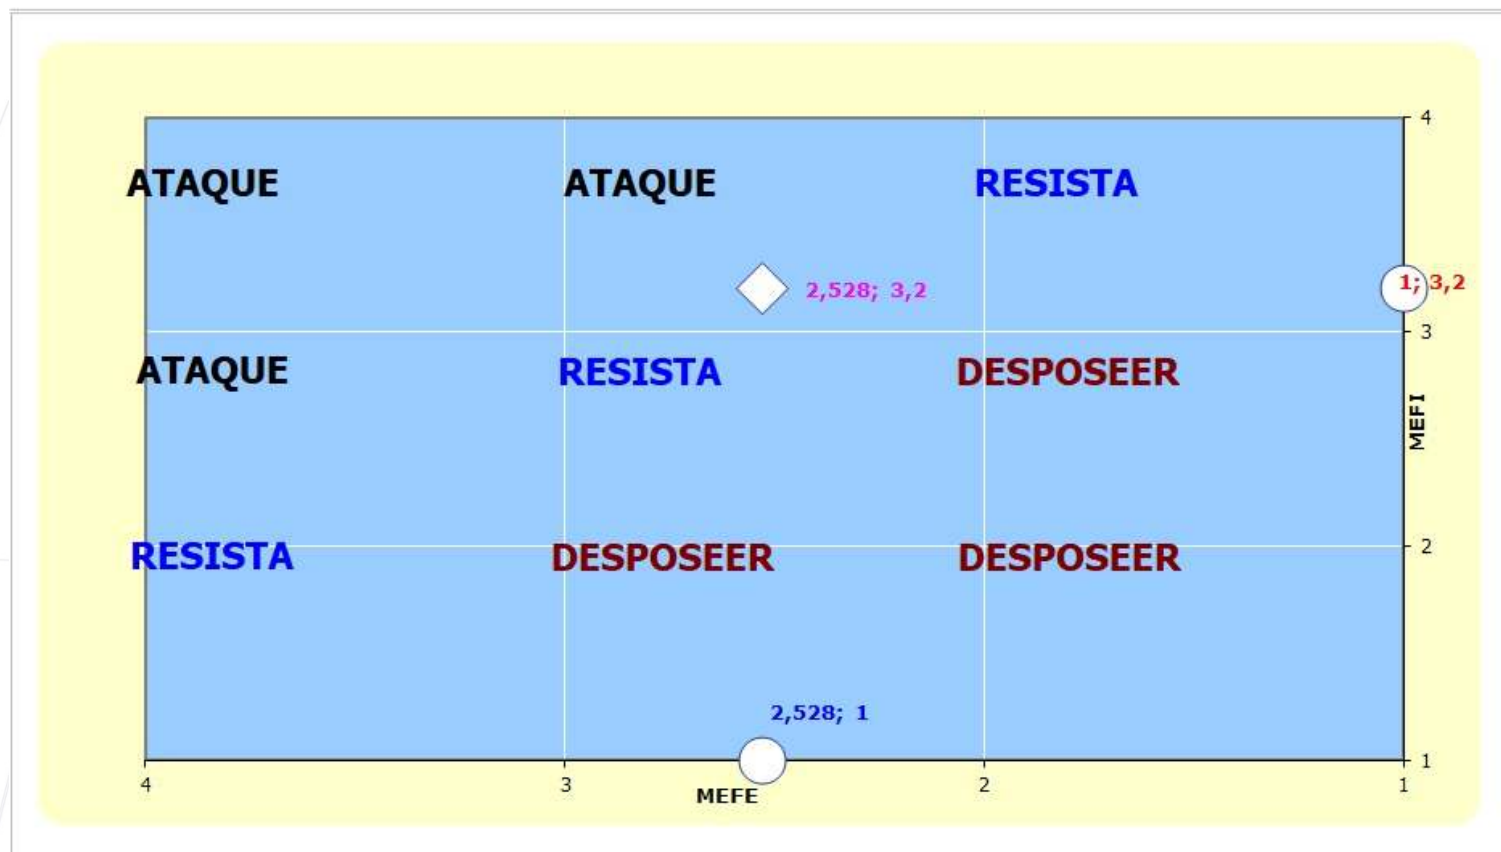 4
ATAQUE ATAQUE RESISTA
2,528; 3,2
1; 3,2
3
ATAQUE RESISTA DESPOSEER
MEFI
2
RESISTA DESPOSEER DESPOSEER
2,528; 1
1
4 3 2 1
MEFE